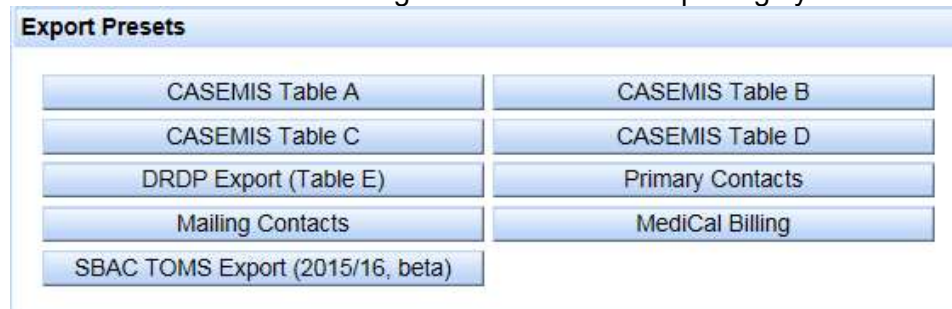 Export Presets
CASEMIS Table A CASEMIS Table B
CASEMIS Table C CASEMIS Table D
DRDP Export (Table E) Primary Contacts
Mailing Contacts MediCal Billing
SBAC TOMS Export (2015/16, beta)